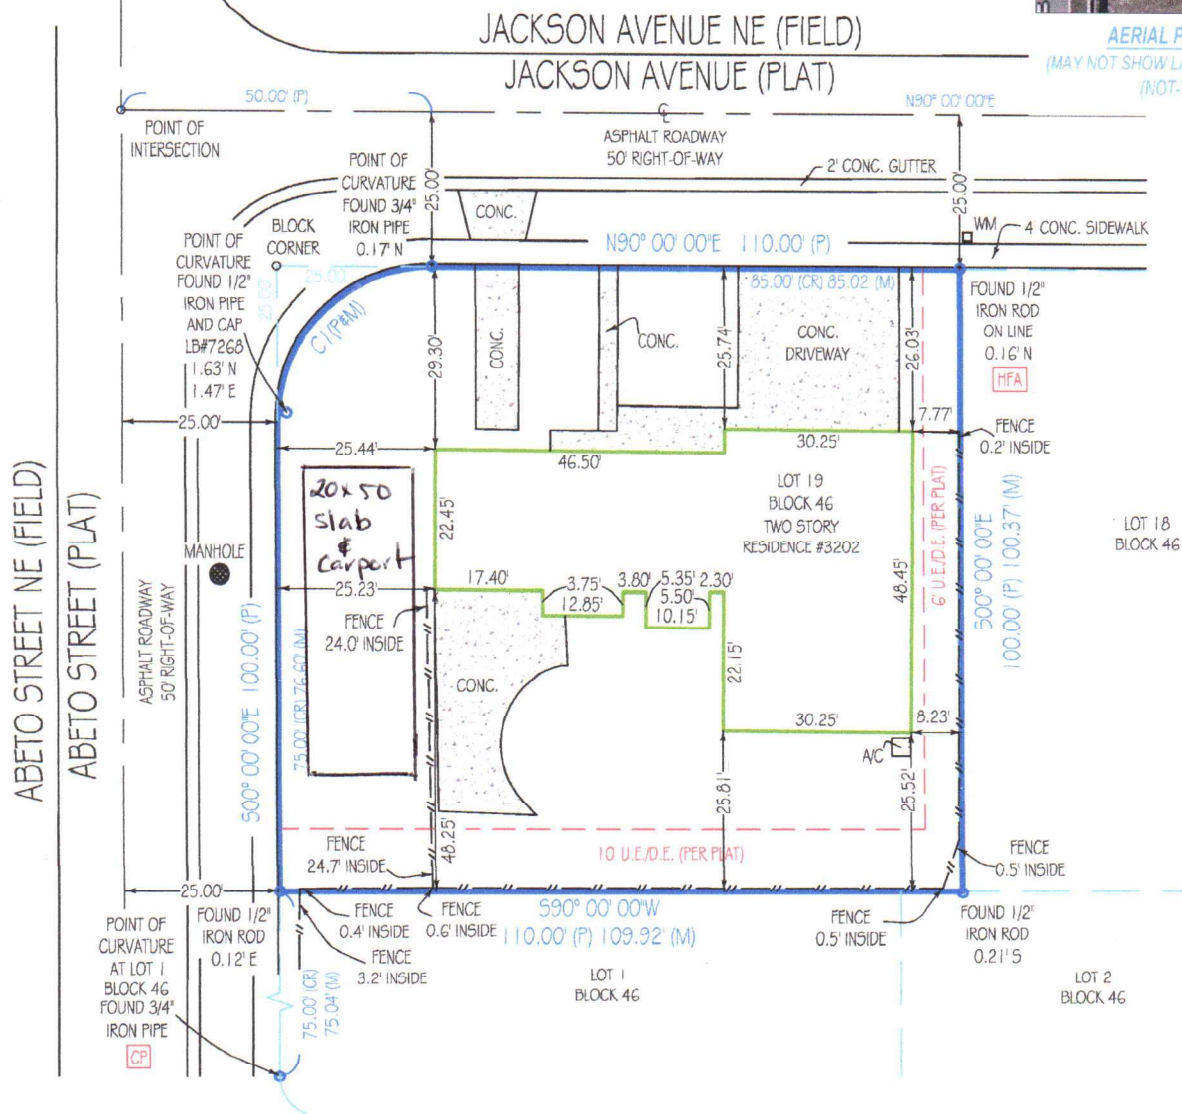 JACKSON AVENUE NE (FIELD)
JACKSON AVENUE (PLAT)
AERIAL P
(MAY NOT SHOW LA
(NOT-
50.00' (P)
N90° 00' 00"E
℄
ASPHALT ROADWAY
50' RIGHT-OF-WAY
POINT OF
INTERSECTION
2' CONC. GUTTER
POINT OF
CURVATURE
FOUND 3/4"
IRON PIPE
0.17' N
25.00'
25.00'
CONC.
WM
4 CONC. SIDEWALK
BLOCK
CORNER
N90° 00' 00"E 110.00' (P)
POINT OF
CURVATURE
FOUND 1/2"
IRON PIPE
AND CAP
LB#7268
1.63' N
1.47' E
25.00
25.00
C1(P&M)
85.00' (CR) 85.02' (M)
29.30'
CONC.
CONC.
25.74'
CONC.
DRIVEWAY
26.03'
FOUND 1/2"
IRON ROD
ON LINE
0.16' N
HFA
25.00'
7.77'
FENCE
0.2' INSIDE
25.44'
46.50'
30.25'
20x50
slab
&
carport
22.45'
LOT 19
BLOCK 46
TWO STORY
RESIDENCE #3202
6' U.E./D.E. (PER PLAT)
S00° 00' 00"E
100.00' (P) 100.37' (M)
LOT 18
BLOCK 46
ABETO STREET NE (FIELD)
ABETO STREET (PLAT)
MANHOLE
ASPHALT ROADWAY
50' RIGHT-OF-WAY
S00° 00' 00"E 100.00' (P)
75.00' (CR) 76.60' (M)
25.23'
17.40'
3.75'
12.85'
3.80'
5.35'
5.50'
10.15'
2.30'
48.45'
FENCE
24.0' INSIDE
CONC.
22.15'
30.25'
8.23'
A/C
48.25'
25.81'
25.52'
FENCE
24.7' INSIDE
10 U.E./D.E. (PER PLAT)
FENCE
0.5' INSIDE
25.00'
POINT OF
CURVATURE
AT LOT 1
BLOCK 46
FOUND 3/4"
IRON PIPE
CP
FOUND 1/2"
IRON ROD
0.12' E
FENCE
0.4' INSIDE
FENCE
0.6' INSIDE
FENCE
3.2' INSIDE
S90° 00' 00"W
110.00' (P) 109.92' (M)
FENCE
0.5' INSIDE
FOUND 1/2"
IRON ROD
0.21' S
75.00' (CR)
75.04' (M)
LOT 1
BLOCK 46
LOT 2
BLOCK 46